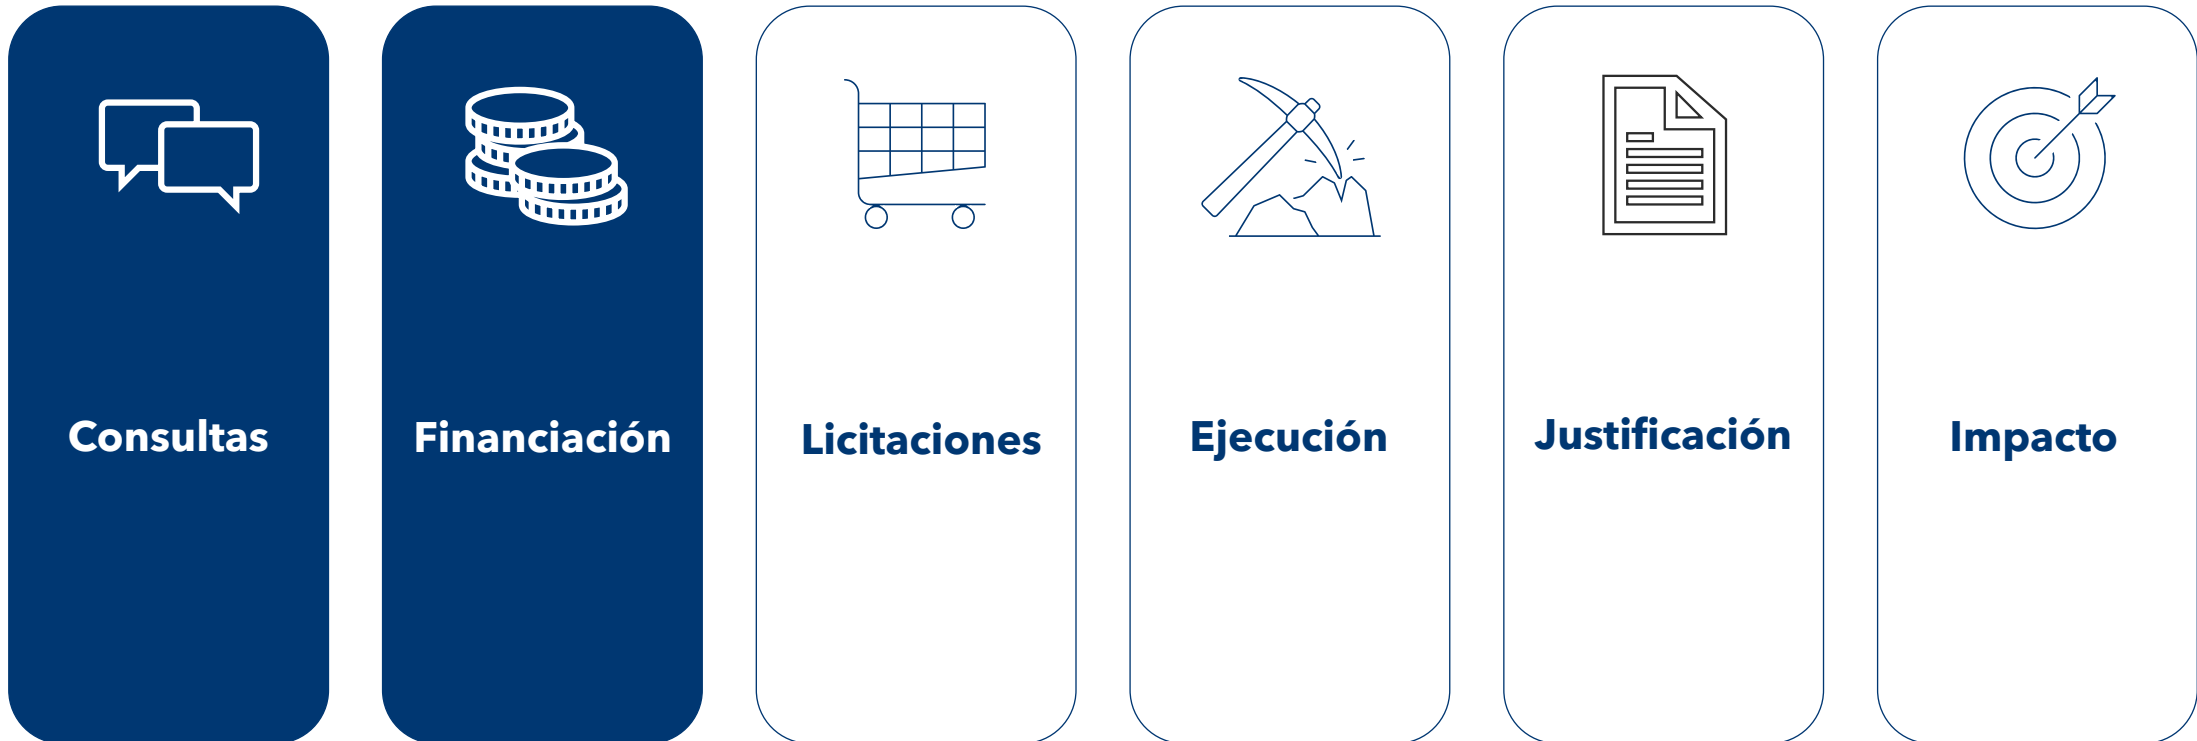 Consultas
Financiación
Licitaciones
Ejecución
Justificación
Impacto